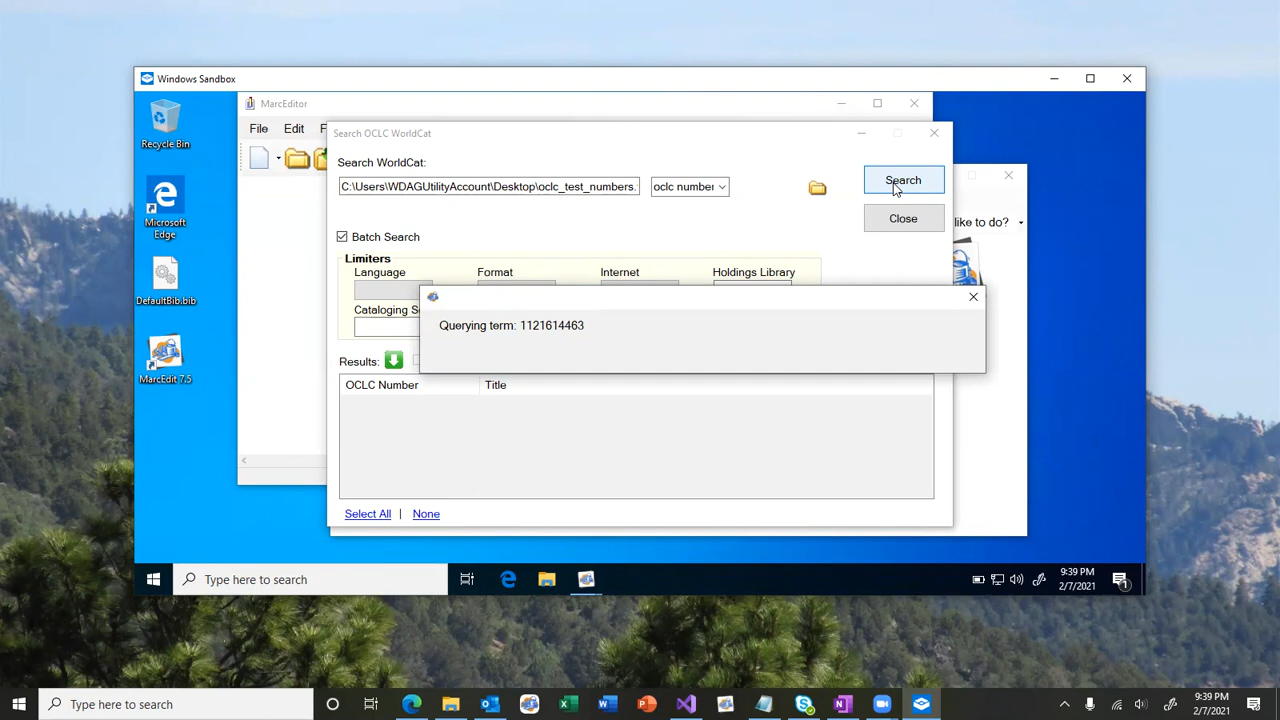 Windows Sandbox
Recycle Bin
Microsoft
Edge
DefaultBib.bib
MarcEdit 7.5
MarcEditor
File
Edit
F
Search OCLC WorldCat
Search WorldCat:
C:\Users\WDAGUtilityAccount\Desktop\oclc_test_numbers.
oclc number
Search
Close
Batch Search
Limiters
Language
Format
Internet
Holdings Library
Cataloging S
like to do?
Querying term: 1121614463
Results:
OCLC Number
Title
Select All | None
Type here to search
9:39 PM
2/7/2021
1
Type here to search
9:39 PM
2/7/2021